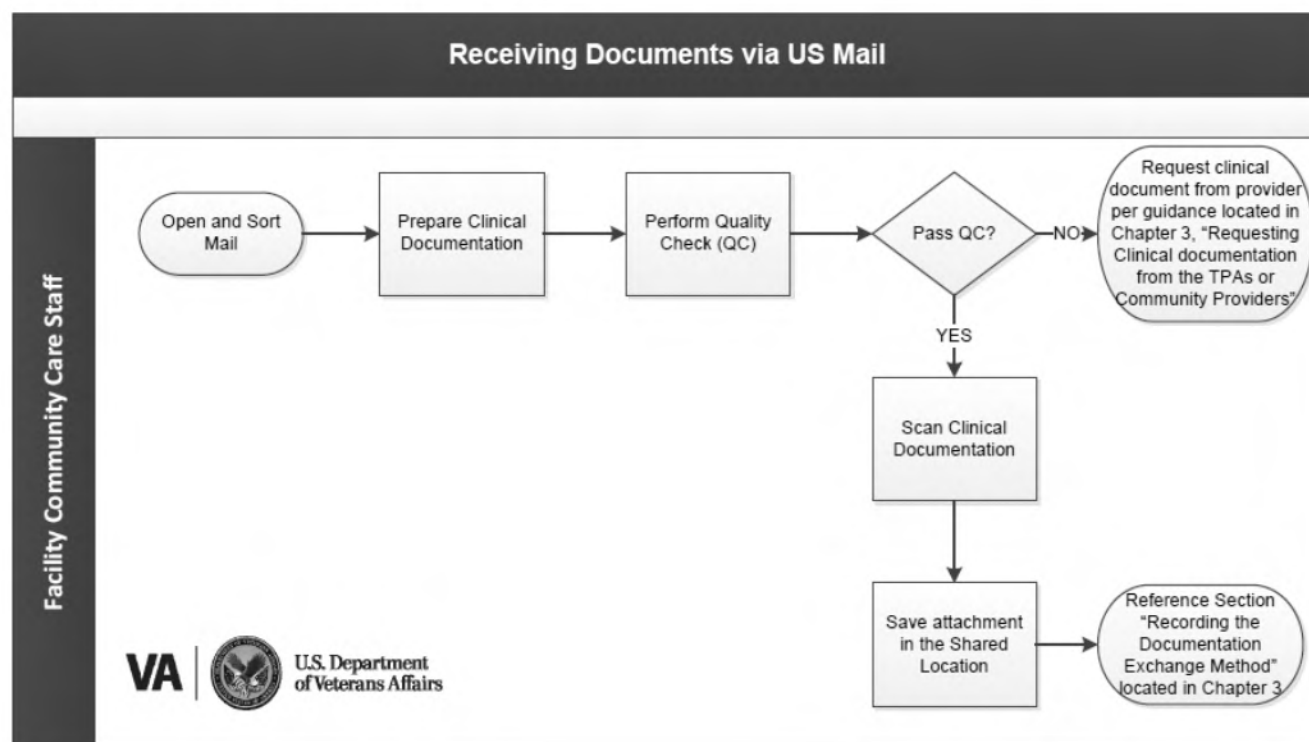 Receiving Documents via US Mail
Facility Community Care Staff
Open and Sort
Mail
Prepare Clinical
Documentation
Perform Quality
Check (QC)
Pass QC?
NO
Request clinical
document from provider
per guidance located in
Chapter 3, “Requesting
Clinical documentation
from the TPAs or
Community Providers”
YES
Scan Clinical
Documentation
Save attachment
in the Shared
Location
Reference Section
“Recording the
Documentation
Exchange Method”
located in Chapter 3
VA
U.S. Department
of Veterans Affairs